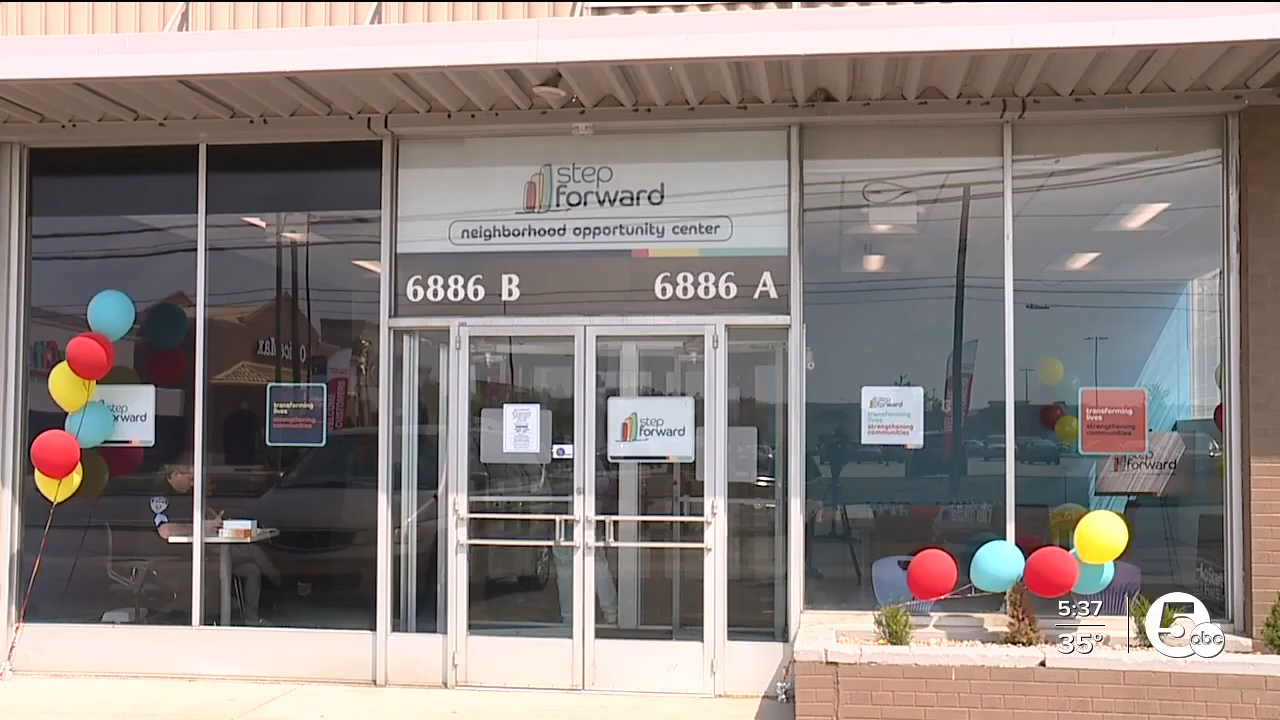 step
forward
neighborhood opportunity center
6886 B
6886 A
step
forward
transforming
lives
strengthening
communities
step
forward
step
forward
transforming
lives
strengthening
communities
transforming
lives
strengthening
communities
step
forward
5:37
35°
5 abc